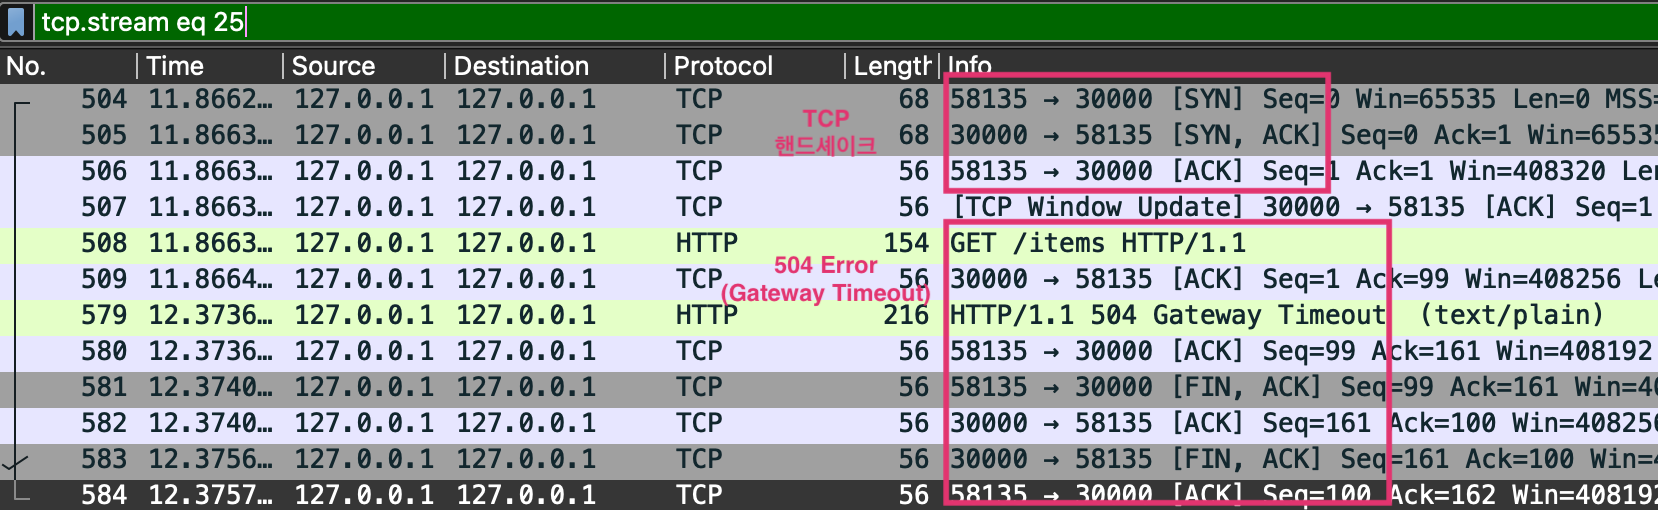 tcp.stream eq 25
No. Time Source Destination Protocol Length Info
504 11.8662… 127.0.0.1 127.0.0.1 TCP 68 58135 → 30000 [SYN] Seq=0 Win=65535 Len=0 MSS=
TCP
505 11.8663… 127.0.0.1 127.0.0.1 TCP 68 30000 → 58135 [SYN, ACK] Seq=0 Ack=1 Win=65535
핸드셰이크
506 11.8663… 127.0.0.1 127.0.0.1 TCP 56 58135 → 30000 [ACK] Seq=1 Ack=1 Win=408320 Len
507 11.8663… 127.0.0.1 127.0.0.1 TCP 56 [TCP Window Update] 30000 → 58135 [ACK] Seq=1
508 11.8663… 127.0.0.1 127.0.0.1 HTTP 154 GET /items HTTP/1.1
504 Error
509 11.8664… 127.0.0.1 127.0.0.1 TCP 56 30000 → 58135 [ACK] Seq=1 Ack=99 Win=408256 Le
(Gateway Timeout)
579 12.3736… 127.0.0.1 127.0.0.1 HTTP 216 HTTP/1.1 504 Gateway Timeout (text/plain)
580 12.3736… 127.0.0.1 127.0.0.1 TCP 56 58135 → 30000 [ACK] Seq=99 Ack=161 Win=408192
581 12.3740… 127.0.0.1 127.0.0.1 TCP 56 58135 → 30000 [FIN, ACK] Seq=99 Ack=161 Win=40
582 12.3740… 127.0.0.1 127.0.0.1 TCP 56 30000 → 58135 [ACK] Seq=161 Ack=100 Win=408256
583 12.3756… 127.0.0.1 127.0.0.1 TCP 56 30000 → 58135 [FIN, ACK] Seq=161 Ack=100 Win=4
584 12.3757… 127.0.0.1 127.0.0.1 TCP 56 58135 → 30000 [ACK] Seq=100 Ack=162 Win=408192